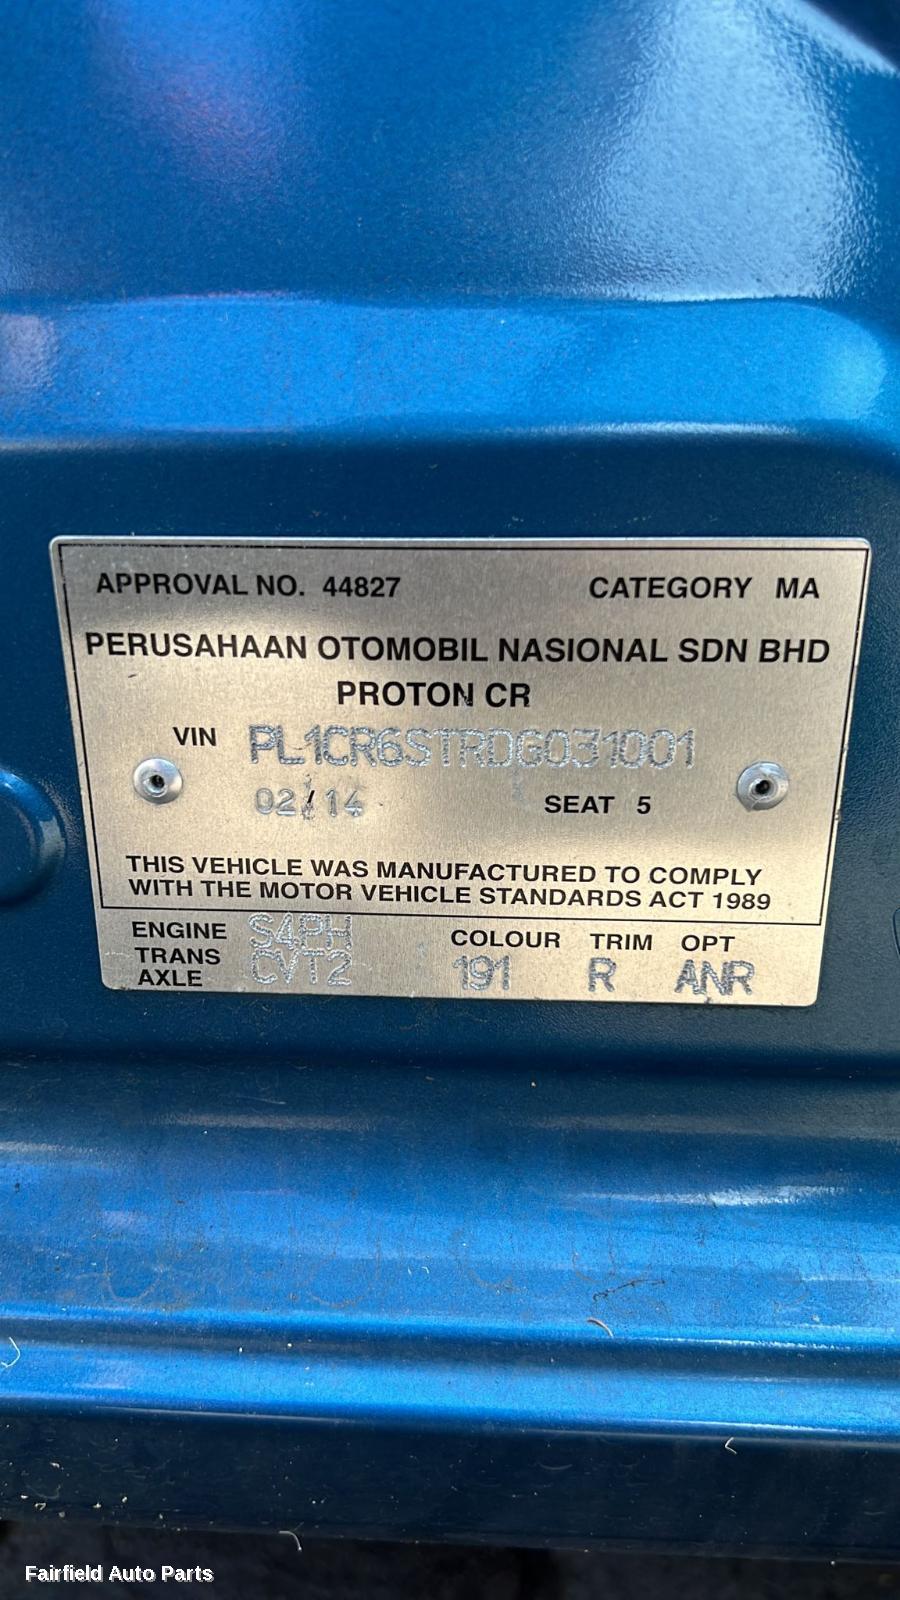 APPROVAL NO. 44827 CATEGORY MA
PERUSAHAAN OTOMOBIL NASIONAL SDN BHD
PROTON CR
VIN PL1CR6STRDG031001
02/14 SEAT 5
THIS VEHICLE WAS MANUFACTURED TO COMPLY
WITH THE MOTOR VEHICLE STANDARDS ACT 1989
ENGINE S4PH COLOUR TRIM OPT
TRANS CVT2 191 R ANR
AXLE
Fairfield Auto Parts